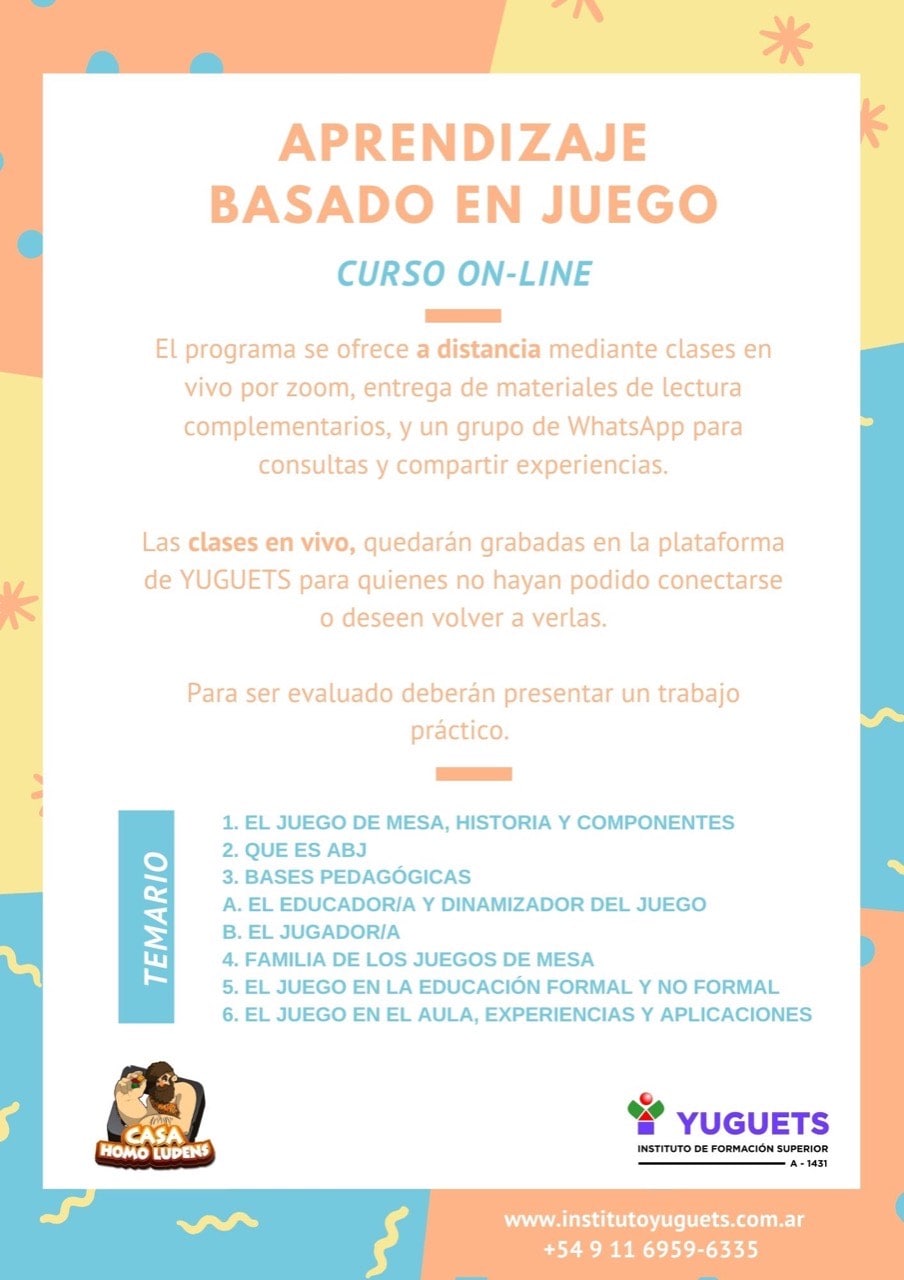 APRENDIZAJE
BASADO EN JUEGO
CURSO ON-LINE
El programa se ofrece a distancia mediante clases en
vivo por zoom, entrega de materiales de lectura
complementarios, y un grupo de WhatsApp para
consultas y compartir experiencias.
Las clases en vivo, quedarán grabadas en la plataforma
de YUGUETS para quienes no hayan podido conectarse
o deseen volver a verlas.
Para ser evaluado deberán presentar un trabajo
práctico.
TEMARIO
1. EL JUEGO DE MESA, HISTORIA Y COMPONENTES
2. QUE ES ABJ
3. BASES PEDAGÓGICAS
A. EL EDUCADOR/A Y DINAMIZADOR DEL JUEGO
B. EL JUGADOR/A
4. FAMILIA DE LOS JUEGOS DE MESA
5. EL JUEGO EN LA EDUCACIÓN FORMAL Y NO FORMAL
6. EL JUEGO EN EL AULA, EXPERIENCIAS Y APLICACIONES
CASA
HOMO LUDENS
YUGUETS
INSTITUTO DE FORMACIÓN SUPERIOR
A - 1431
www.institutoyuguets.com.ar
+54 9 11 6959-6335